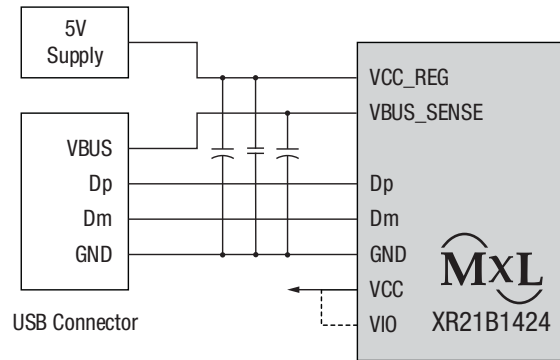 5V
Supply
VCC_REG
VBUS_SENSE
VBUS
Dp
Dm
GND
Dp
Dm
GND
VCC
VIO
MxL
XR21B1424
USB Connector